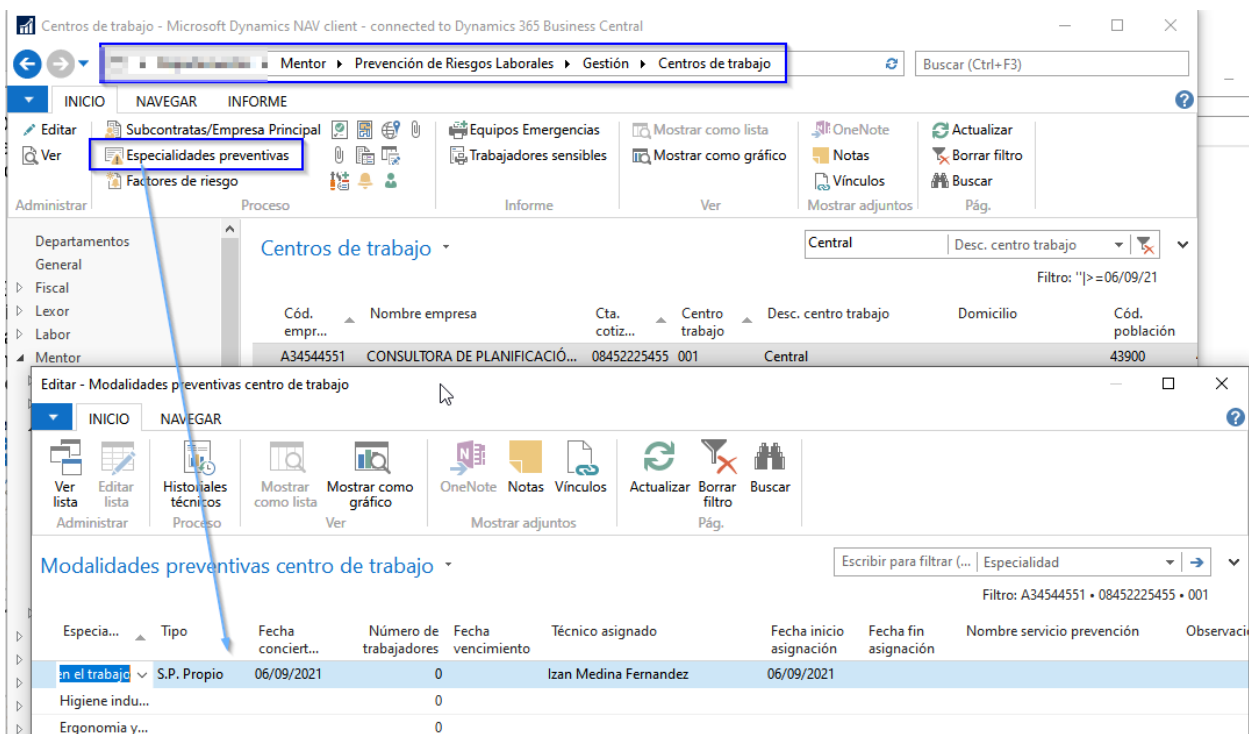 Centros de trabajo - Microsoft Dynamics NAV client - connected to Dynamics 365 Business Central
Mentor ▸ Prevención de Riesgos Laborales ▸ Gestión ▸ Centros de trabajo
Buscar (Ctrl+F3)
INICIO NAVEGAR INFORME
Editar Subcontratas/Empresa Principal Equipos Emergencias Mostrar como lista OneNote Actualizar
Ver Especialidades preventivas Trabajadores sensibles Mostrar como gráfico Notas Borrar filtro
Factores de riesgo Vínculos Buscar
Administrar Proceso Informe Ver Mostrar adjuntos Pág.
Departamentos
General
Fiscal
Lexor
Labor
Mentor
Centros de trabajo
Central Desc. centro trabajo
Filtro: ''|>=06/09/21
Cód. empr... Nombre empresa Cta. cotiz... Centro trabajo Desc. centro trabajo Domicilio Cód. población
A34544551 CONSULTORA DE PLANIFICACIÓ... 08452225455 001 Central 43900
Editar - Modalidades preventivas centro de trabajo
INICIO NAVEGAR
Ver lista Editar lista Historiales técnicos Mostrar como lista Mostrar como gráfico OneNote Notas Vínculos Actualizar Borrar filtro Buscar
Administrar Proceso Ver Mostrar adjuntos Pág.
Modalidades preventivas centro de trabajo
Escribir para filtrar (... Especialidad
Filtro: A34544551 • 08452225455 • 001
Especia... Tipo Fecha conciert... Número de trabajadores Fecha vencimiento Técnico asignado Fecha inicio asignación Fecha fin asignación Nombre servicio prevención Observaci
en el trabajo S.P. Propio 06/09/2021 0 Izan Medina Fernandez 06/09/2021
Higiene indu... 0
Ergonomia y... 0